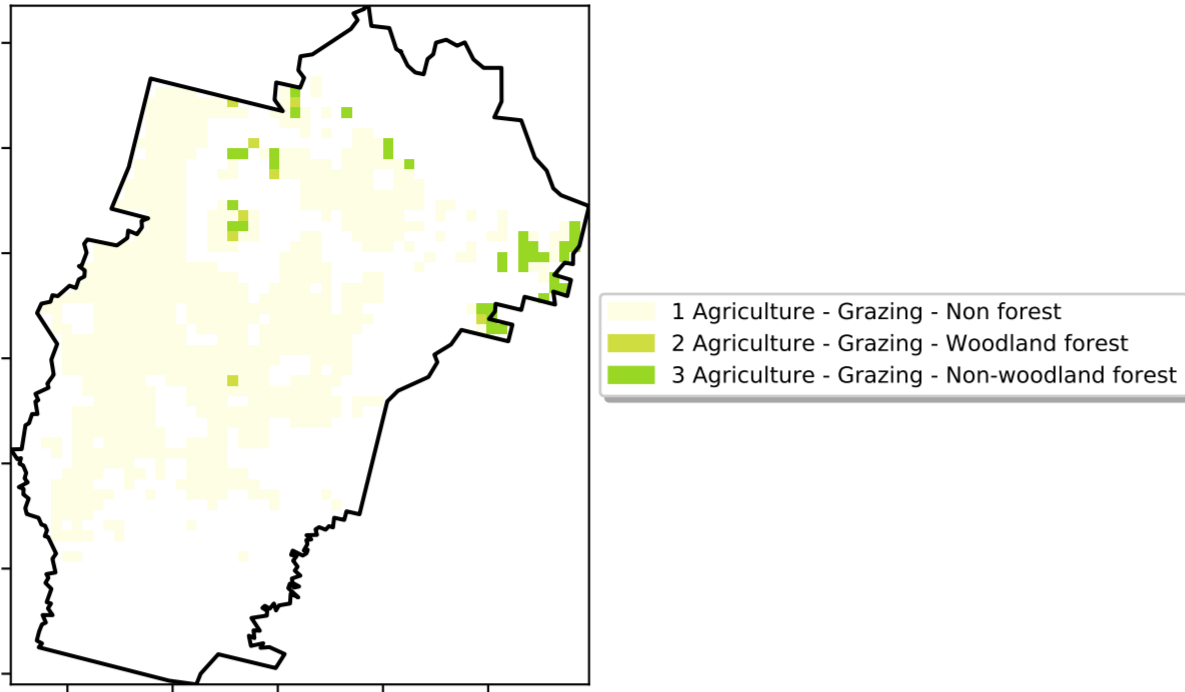 1 Agriculture - Grazing - Non forest
2 Agriculture - Grazing - Woodland forest
3 Agriculture - Grazing - Non-woodland forest